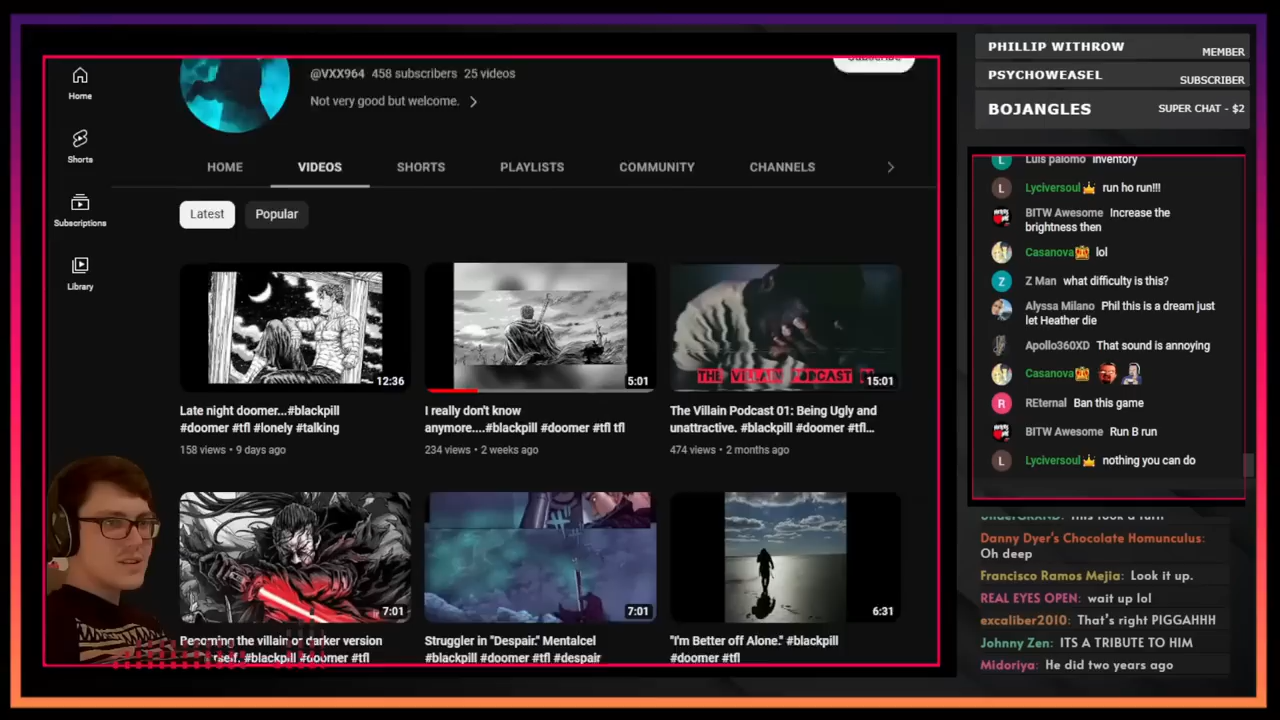 @VXX964 458 subscribers 25 videos
Not very good but welcome.
Home
Shorts
Subscriptions
Library
HOME VIDEOS SHORTS PLAYLISTS COMMUNITY CHANNELS
Latest Popular
12:36
5:01
THE VILLAIN PODCAST
15:01
Late night doomer...#blackpill
#doomer #tfl #lonely #talking
158 views • 9 days ago
I really don't know
anymore....#blackpill #doomer #tfl tfl
234 views • 2 weeks ago
The Villain Podcast 01: Being Ugly and
unattractive. #blackpill #doomer #tfl...
474 views • 2 months ago
7:01
7:01
6:31
Becoming the villain or darker version
#blackpill #doomer #tfl
Struggler in "Despair." Mentalcel
#blackpill #doomer #tfl #despair
"I'm Better off Alone." #blackpill
#doomer #tfl
PHILLIP WITHROW MEMBER
PSYCHOWEASEL SUBSCRIBER
BOJANGLES SUPER CHAT - $2
Luis palomo inventory
Lyciversoul run ho run!!!
BITW Awesome Increase the
brightness then
Casanova lol
Z Man what difficulty is this?
Alyssa Milano Phil this is a dream just
let Heather die
Apollo360XD That sound is annoying
Casanova
REternal Ban this game
BITW Awesome Run B run
Lyciversoul nothing you can do
Danny Dyer's Chocolate Homunculus:
Oh deep
Francisco Ramos Mejia: Look it up.
REAL EYES OPEN: wait up lol
excaliber2010: That's right PIGGAHHH
Johnny Zen: ITS A TRIBUTE TO HIM
Midoriya: He did two years ago